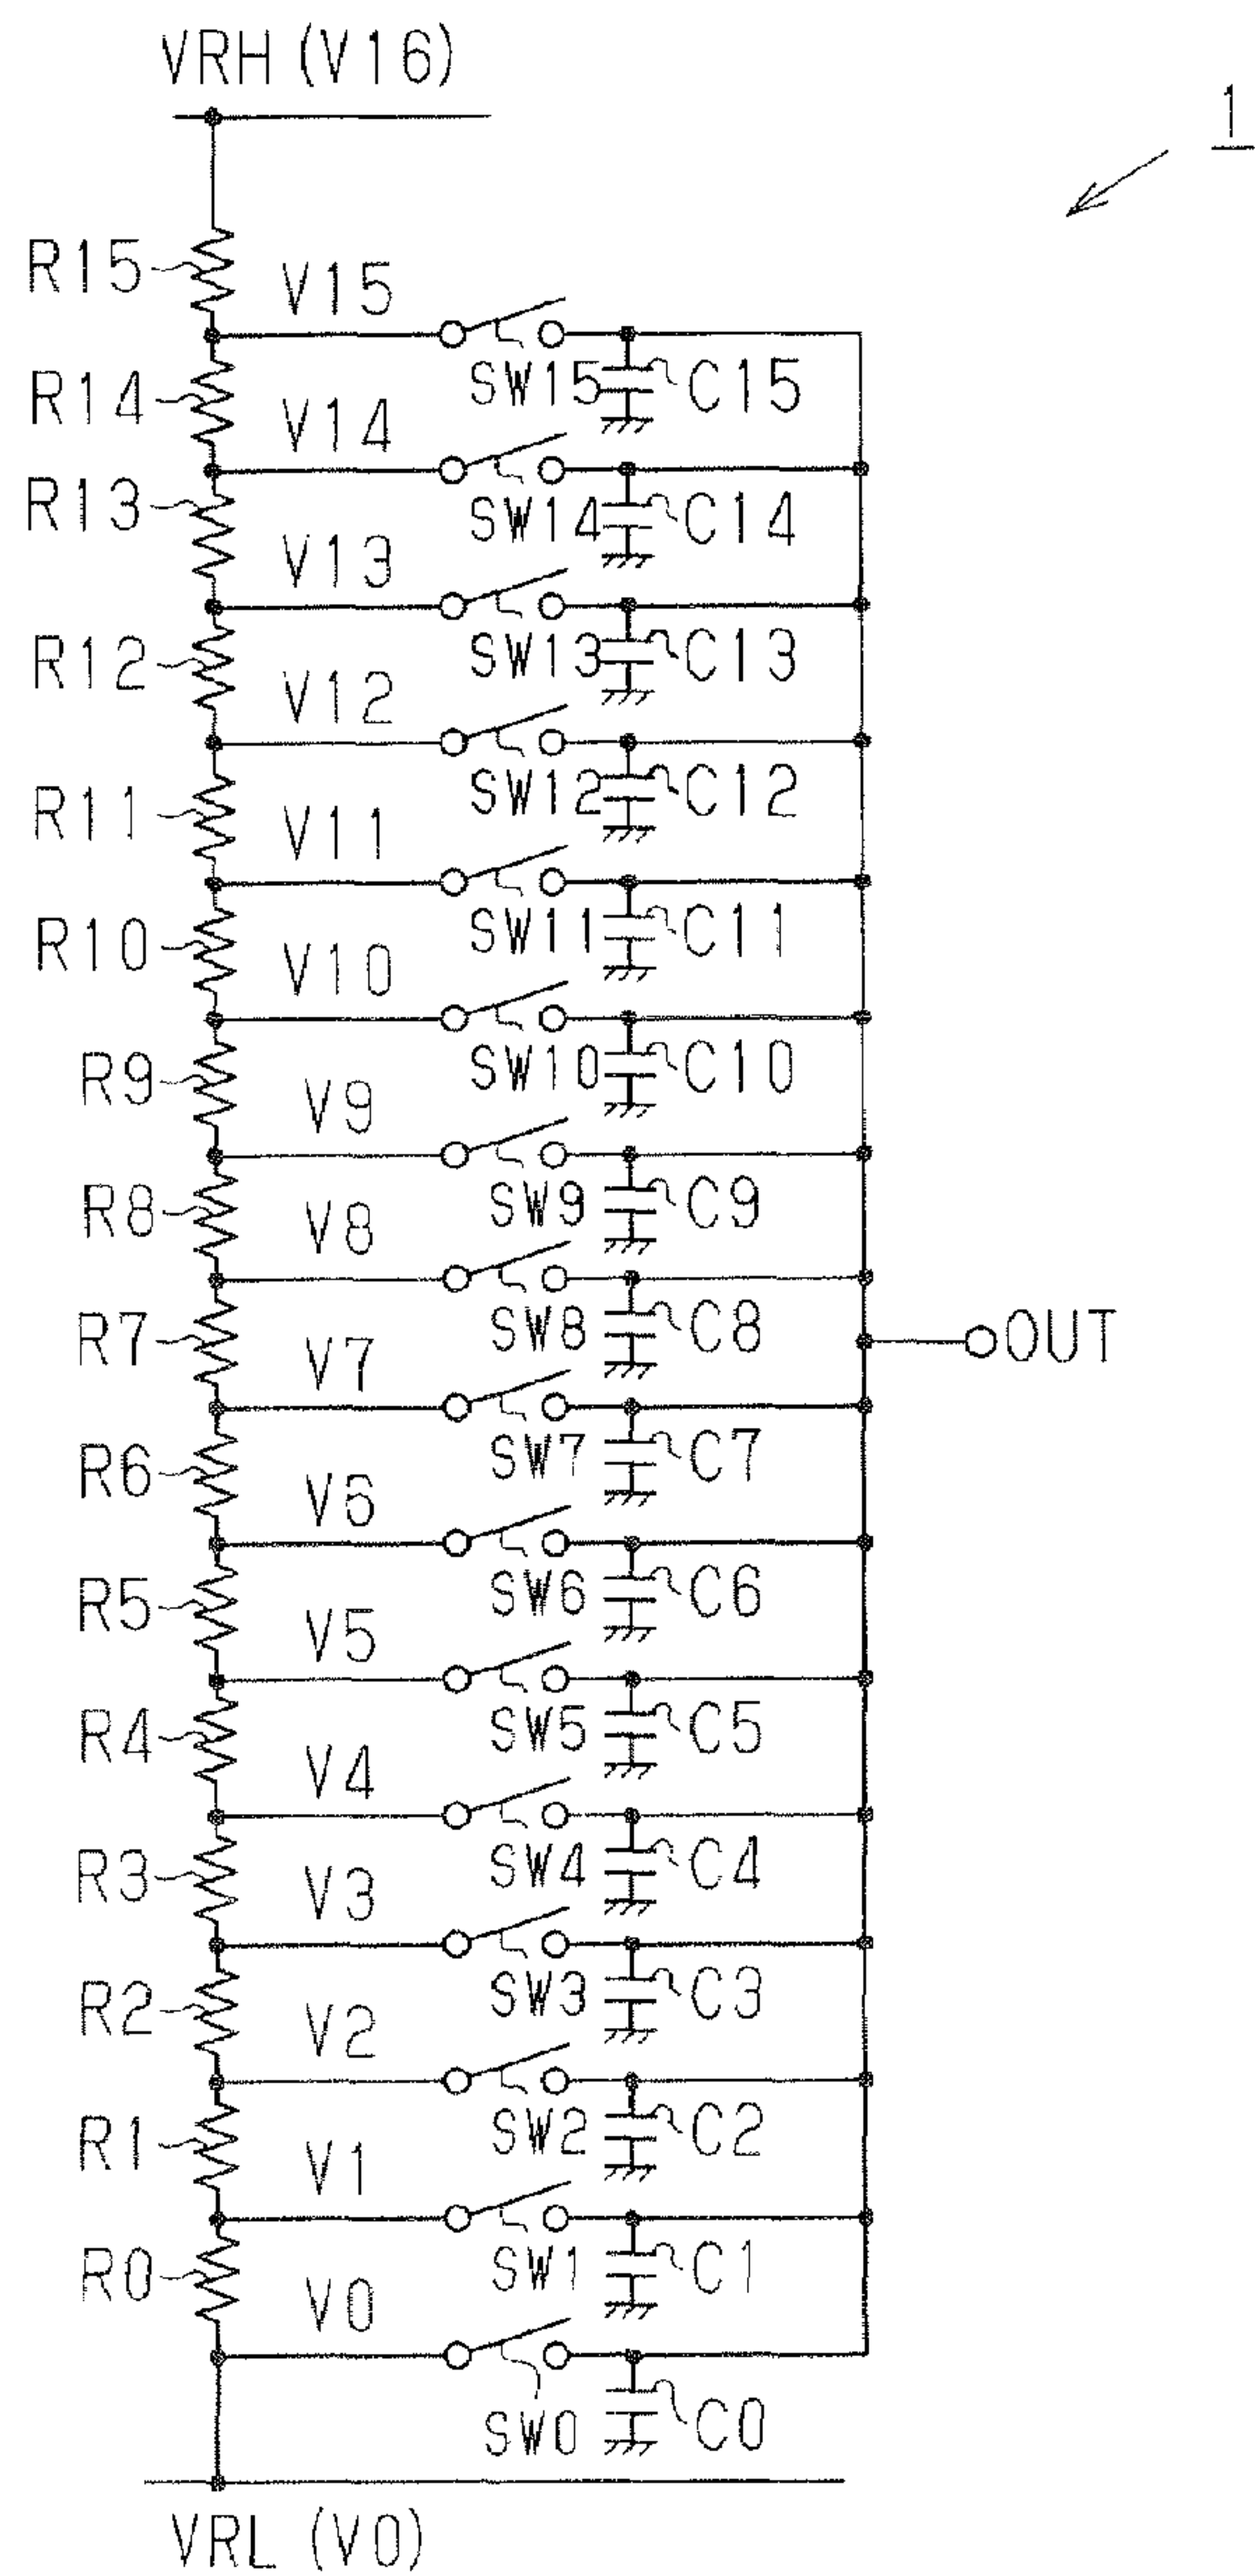 VRH (V16)
1
R15
V15
SW15
C15
R14
V14
SW14
C14
R13
V13
SW13
C13
R12
V12
SW12
C12
R11
V11
SW11
C11
R10
V10
SW10
C10
R9
V9
SW9
C9
R8
V8
SW8
C8
OUT
R7
V7
SW7
C7
R6
V6
SW6
C6
R5
V5
SW5
C5
R4
V4
SW4
C4
R3
V3
SW3
C3
R2
V2
SW2
C2
R1
V1
SW1
C1
R0
V0
SW0
C0
VRL (V0)